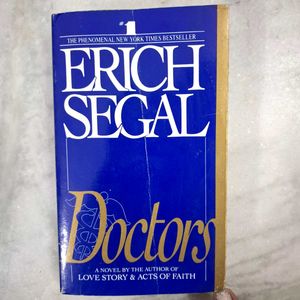 #1
THE PHENOMENAL NEW YORK TIMES BESTSELLER
ERICH
SEGAL
Doctors
A NOVEL BY THE AUTHOR OF
LOVE STORY & ACTS OF FAITH